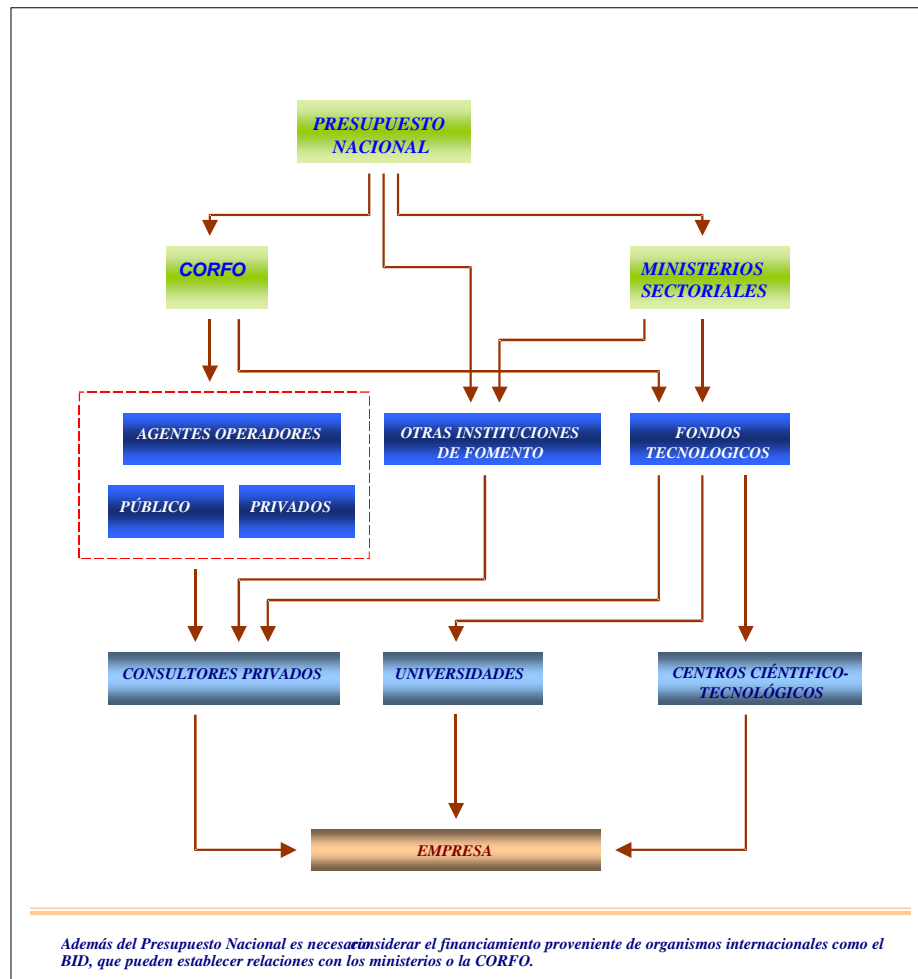 PRESUPUESTO
NACIONAL
CORFO
MINISTERIOS
SECTORIALES
AGENTES OPERADORES
OTRAS INSTITUCIONES
DE FOMENTO
FONDOS
TECNOLOGICOS
PÚBLICO
PRIVADOS
CONSULTORES PRIVADOS
UNIVERSIDADES
CENTROS CIÉNTIFICO-
TECNOLÓGICOS
EMPRESA
Además del Presupuesto Nacional es necesario considerar el financiamiento proveniente de organismos internacionales como el
BID, que pueden establecer relaciones con los ministerios o la CORFO.